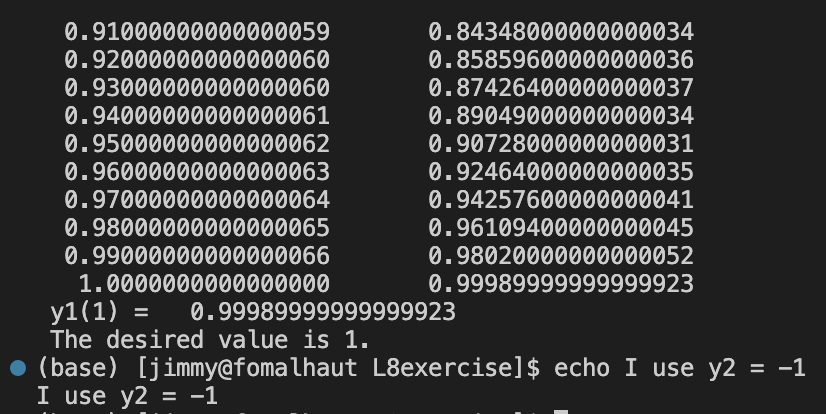 0.91000000000000059 0.84348000000000034
0.92000000000000060 0.85859600000000036
0.93000000000000060 0.87426400000000037
0.94000000000000061 0.89049000000000034
0.95000000000000062 0.90728000000000031
0.96000000000000063 0.92464000000000035
0.97000000000000064 0.94257600000000041
0.98000000000000065 0.96109400000000045
0.99000000000000066 0.98020000000000052
1.0000000000000000 0.99989999999999923
y1(1) = 0.99989999999999923
The desired value is 1.
(base) [jimmy@fomalhaut L8exercise]$ echo I use y2 = -1
I use y2 = -1